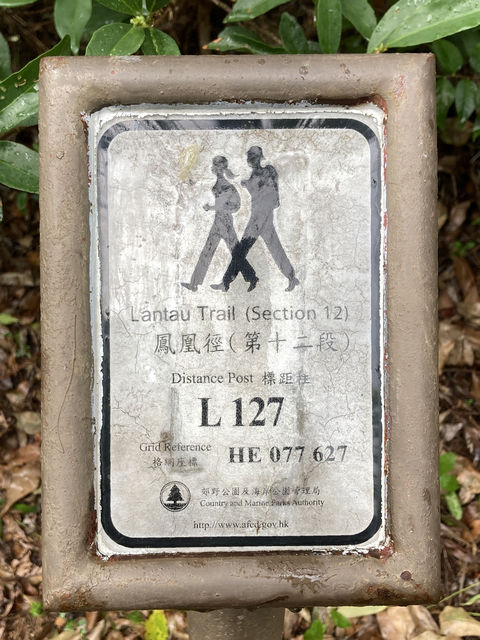 Lantau Trail (Section 12)
鳳凰徑(第十二段)
Distance Post 標距柱
L 127
Grid Reference
格網座標
HE 077 627
郊野公園及海岸公園管理局
Country and Marine Parks Authority
http://www.afcd.gov.hk